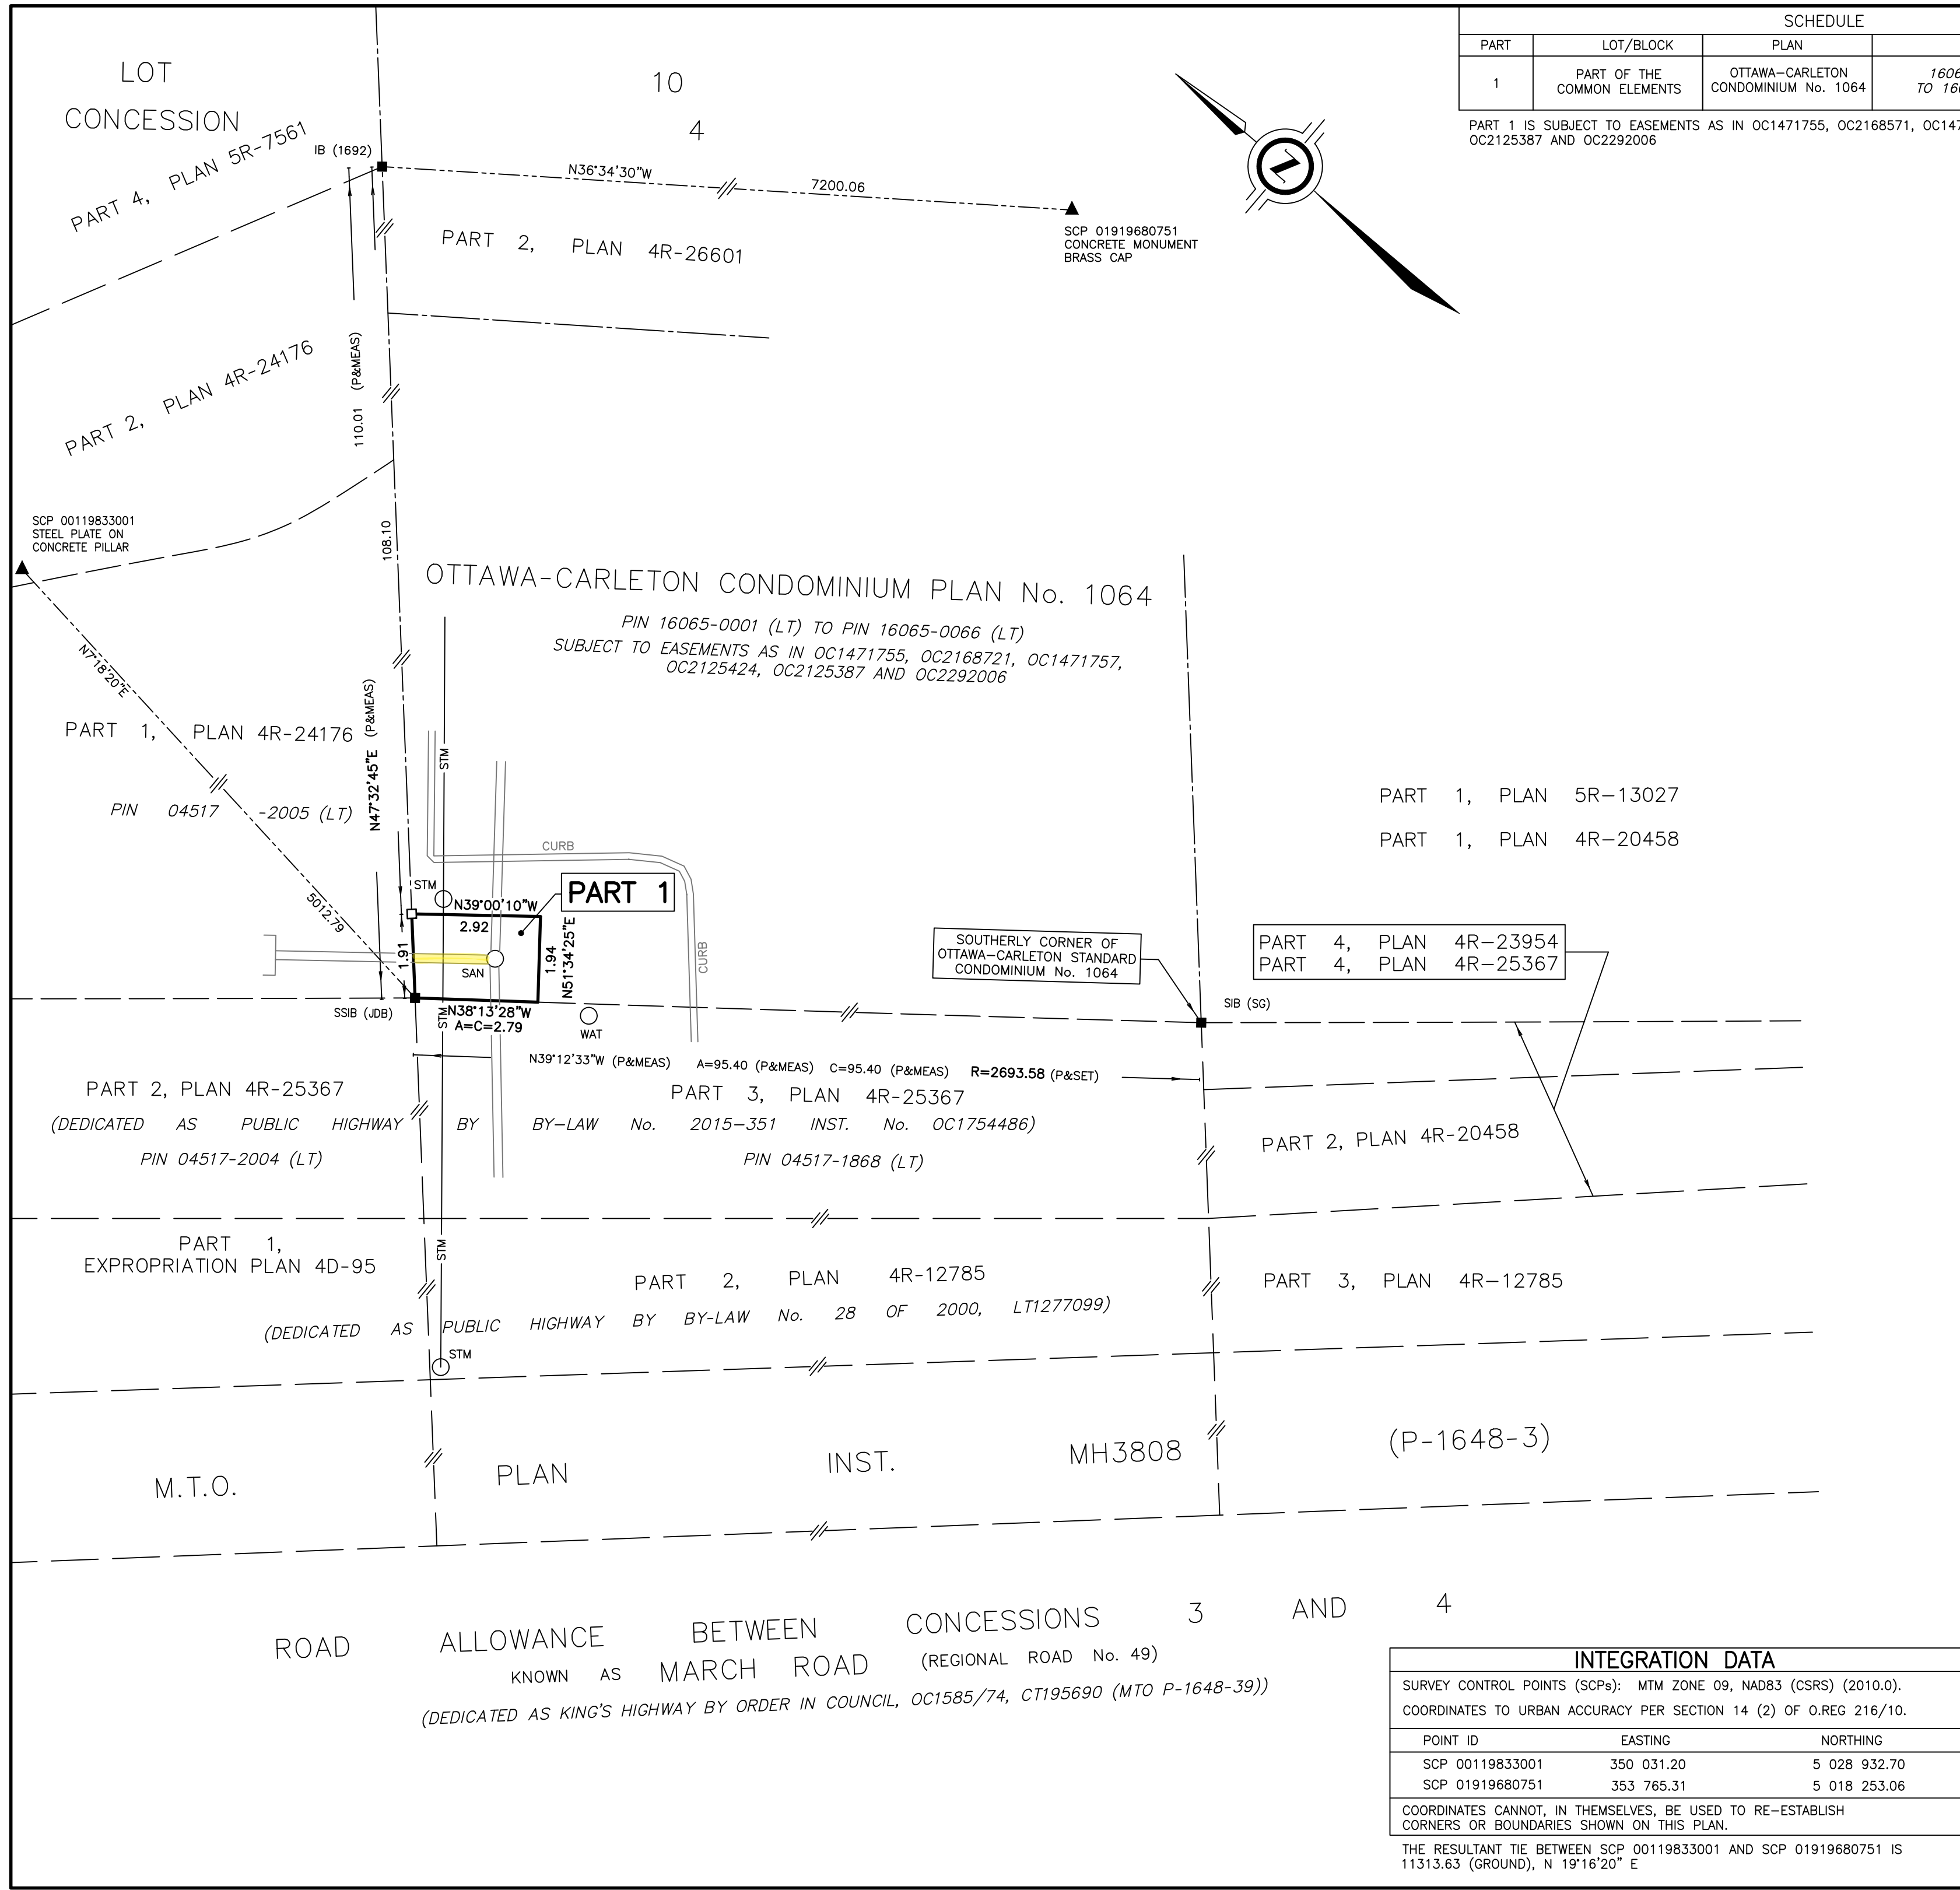 SCHEDULE
PART LOT/BLOCK PLAN
1 PART OF THE COMMON ELEMENTS OTTAWA-CARLETON CONDOMINIUM No. 1064
PART 1 IS SUBJECT TO EASEMENTS AS IN OC1471755, OC2168571,
OC2125387 AND OC2292006
LOT 10
CONCESSION 4
PART 4, PLAN 5R-7561
IB (1692)
N36°34'30"W 7200.06
SCP 01919680751
CONCRETE MONUMENT
BRASS CAP
PART 2, PLAN 4R-26601
PART 2, PLAN 4R-24176
110.01 (P&MEAS)
108.10
SCP 00119833001
STEEL PLATE ON
CONCRETE PILLAR
OTTAWA-CARLETON CONDOMINIUM PLAN No. 1064
PIN 16065-0001 (LT) TO PIN 16065-0066 (LT)
SUBJECT TO EASEMENTS AS IN OC1471755, OC2168721, OC1471757,
OC2125424, OC2125387 AND OC2292006
N7°18'20"E
5012.79
PART 1, PLAN 4R-24176
PIN 04517 -2005 (LT)
N47°32'45"E (P&MEAS)
STM
CURB
STM
N39°00'10"W
2.92
PART 1
1.91
SAN
1.94
N51°34'25"E
CURB
SSIB (JDB)
STM
N38°13'28"W
A=C=2.79
WAT
PART 1, PLAN 5R-13027
PART 1, PLAN 4R-20458
SOUTHERLY CORNER OF
OTTAWA-CARLETON STANDARD
CONDOMINIUM No. 1064
PART 4, PLAN 4R-23954
PART 4, PLAN 4R-25367
SIB (SG)
N39°12'33"W (P&MEAS) A=95.40 (P&MEAS) C=95.40 (P&MEAS) R=2693.58 (P&SET)
PART 2, PLAN 4R-25367
PART 3, PLAN 4R-25367
(DEDICATED AS PUBLIC HIGHWAY BY BY-LAW No. 2015-351 INST. No. OC1754486)
PIN 04517-2004 (LT)
PIN 04517-1868 (LT)
PART 2, PLAN 4R-20458
PART 1,
EXPROPRIATION PLAN 4D-95
STM
PART 2, PLAN 4R-12785
PART 3, PLAN 4R-12785
(DEDICATED AS PUBLIC HIGHWAY BY BY-LAW No. 28 OF 2000, LT1277099)
STM
M.T.O. PLAN INST. MH3808 (P-1648-3)
ROAD ALLOWANCE BETWEEN CONCESSIONS 3 AND 4
KNOWN AS MARCH ROAD (REGIONAL ROAD No. 49)
(DEDICATED AS KING'S HIGHWAY BY ORDER IN COUNCIL, OC1585/74, CT195690 (MTO P-1648-39))
INTEGRATION DATA
SURVEY CONTROL POINTS (SCPs): MTM ZONE 09, NAD83 (CSRS) (2010.0).
COORDINATES TO URBAN ACCURACY PER SECTION 14 (2) OF O.REG 216/10.
POINT ID EASTING NORTHING
SCP 00119833001 350 031.20 5 028 932.70
SCP 01919680751 353 765.31 5 018 253.06
COORDINATES CANNOT, IN THEMSELVES, BE USED TO RE-ESTABLISH
CORNERS OR BOUNDARIES SHOWN ON THIS PLAN.
THE RESULTANT TIE BETWEEN SCP 00119833001 AND SCP 01919680751 IS
11313.63 (GROUND), N 19°16'20" E